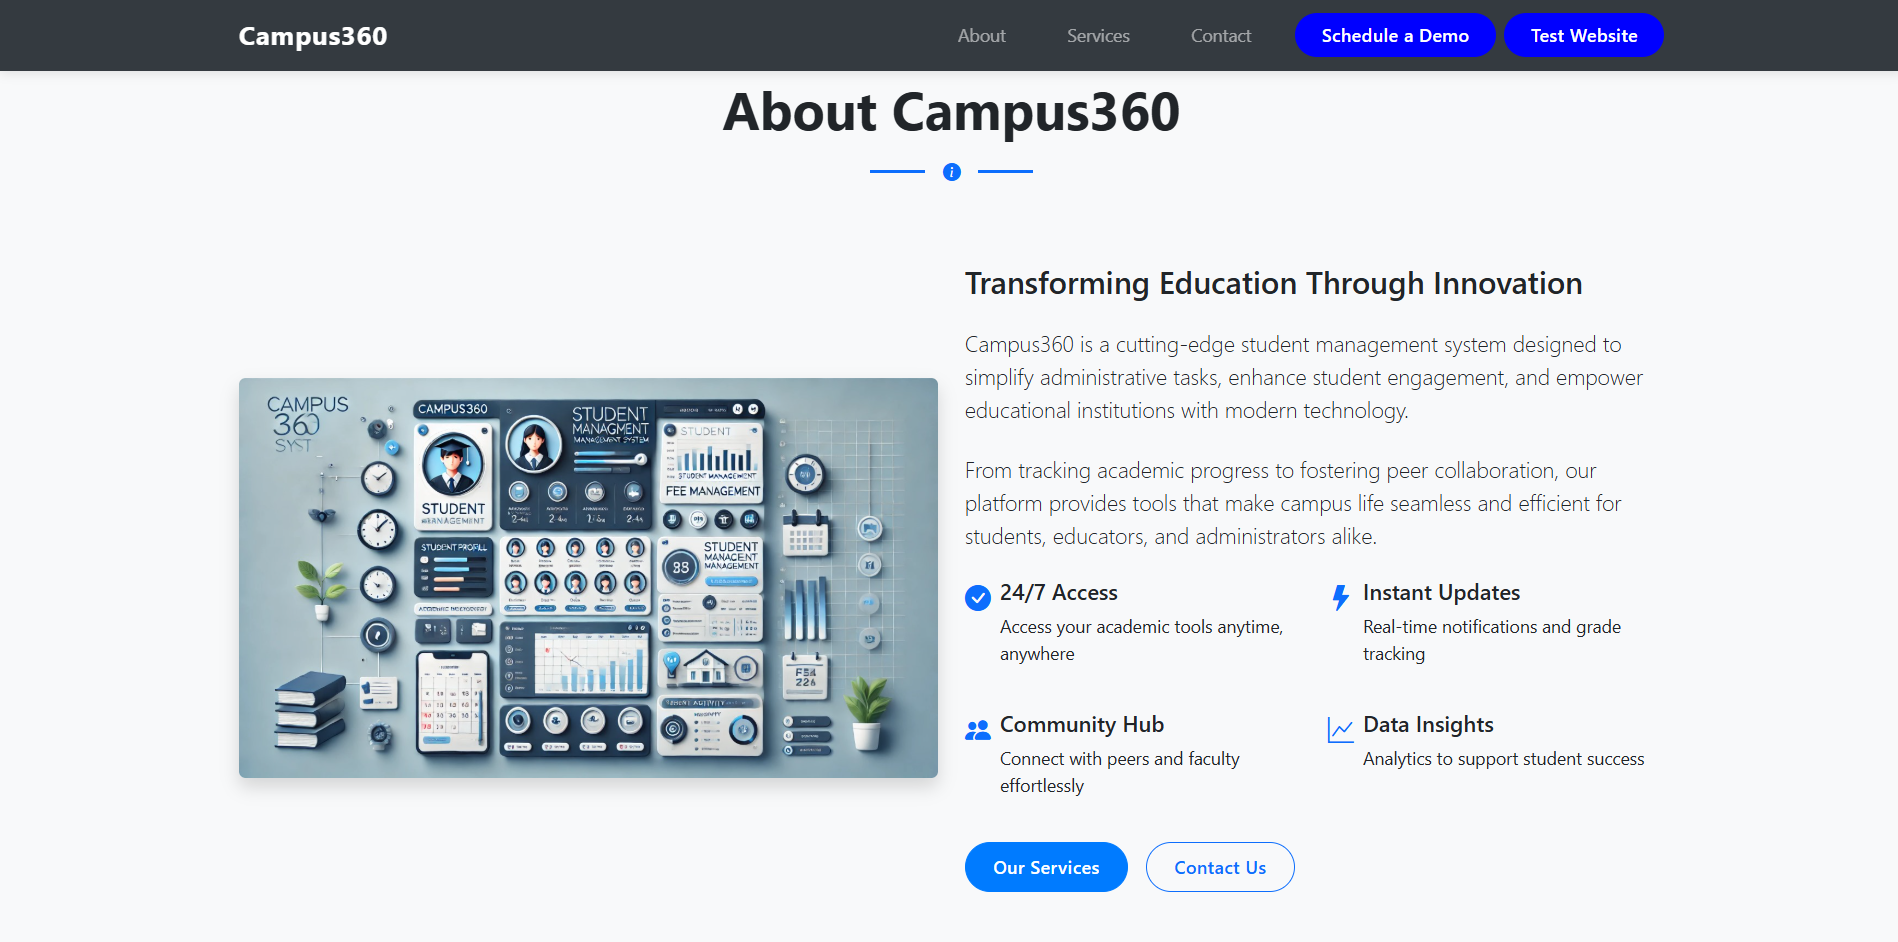 Campus360
About Services Contact Schedule a Demo Test Website
About Campus360
Transforming Education Through Innovation
Campus360 is a cutting-edge student management system designed to
simplify administrative tasks, enhance student engagement, and empower
educational institutions with modern technology.
From tracking academic progress to fostering peer collaboration, our
platform provides tools that make campus life seamless and efficient for
students, educators, and administrators alike.
24/7 Access
Access your academic tools anytime,
anywhere
Instant Updates
Real-time notifications and grade
tracking
Community Hub
Connect with peers and faculty
effortlessly
Data Insights
Analytics to support student success
Our Services Contact Us
CAMPUS
360
SYST
CAMPUS360
STUDENT
STUDENT
MANAGMENT
MANAGEMENT SYSTEM
STUDENT
STUDENT MANAGEMENT
FEE MANAGEMENT
STUDENT PROFILL
STUDENT
MANACENT
MANAGEMENT